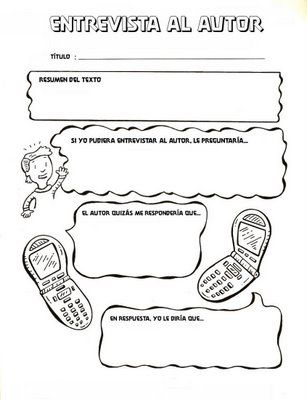 ENTREVISTA AL AUTOR
TÍTULO :
RESUMEN DEL TEXTO
SI YO PUDIERA ENTREVISTAR AL AUTOR, LE PREGUNTARÍA...
EL AUTOR QUIZÁS ME RESPONDERÍA QUE...
EN RESPUESTA, YO LE DIRÍA QUE...